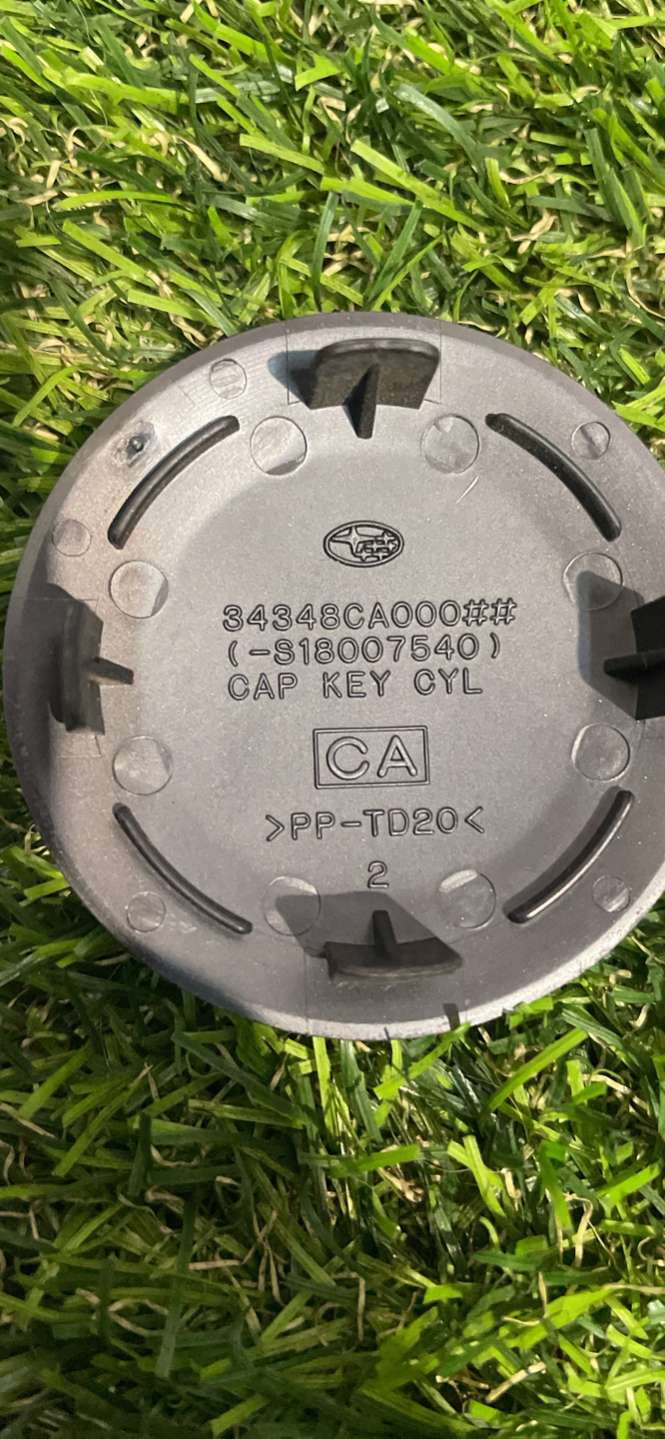 34348CA000##
(-S18007540)
CAP KEY CYL
CA
>PP-TD20<
2